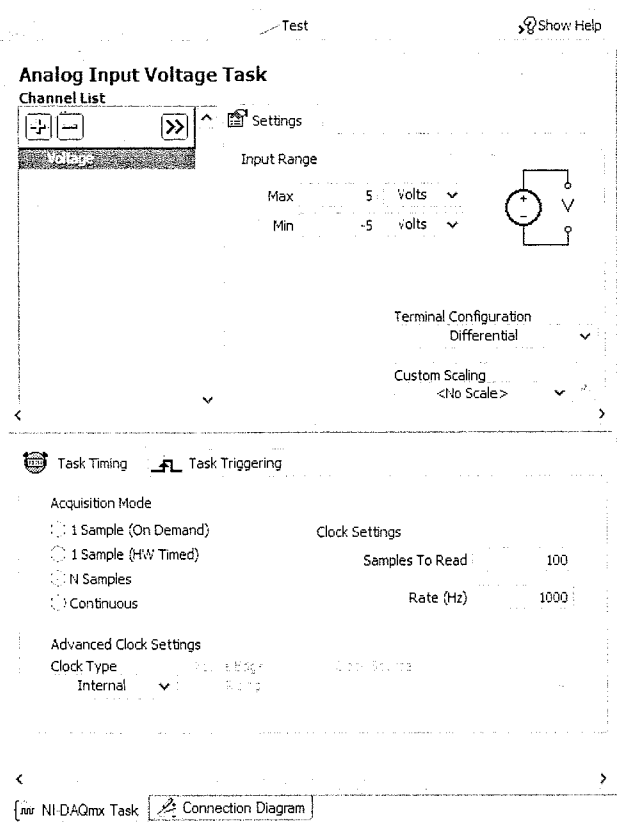 Test
Show Help
Analog Input Voltage Task
Channel List
Settings
Voltage
Input Range
Max 5 Volts
Min -5 Volts
+
-
V
Terminal Configuration
Differential
Custom Scaling
<No Scale>
Task Timing Task Triggering
Acquisition Mode
1 Sample (On Demand)
1 Sample (HW Timed)
N Samples
Continuous
Clock Settings
Samples To Read 100
Rate (Hz) 1000
Advanced Clock Settings
Clock Type
Internal
NI-DAQmx Task Connection Diagram